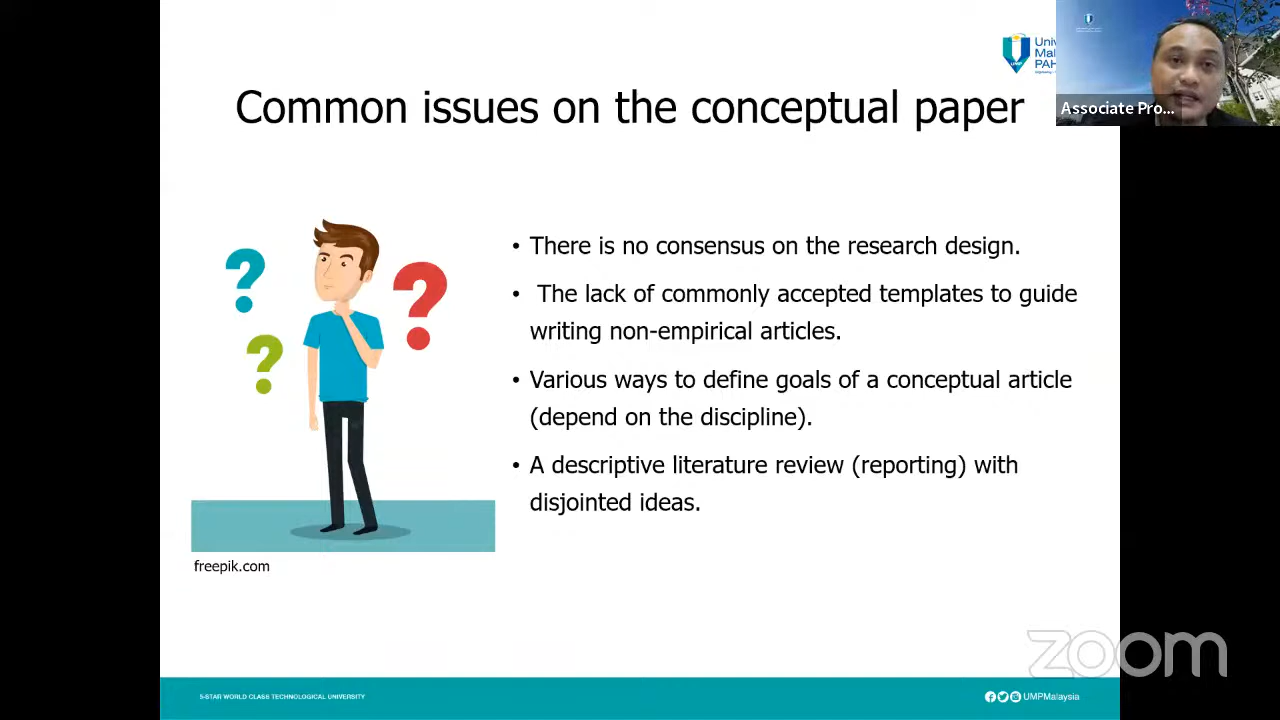 Common issues on the conceptual paper
Associate Pro...
UMP
? ? ?
• There is no consensus on the research design.
• The lack of commonly accepted templates to guide
writing non-empirical articles.
• Various ways to define goals of a conceptual article
(depend on the discipline).
• A descriptive literature review (reporting) with
disjointed ideas.
freepik.com
zoom
5-STAR WORLD CLASS TECHNOLOGICAL UNIVERSITY
UMPMalaysia